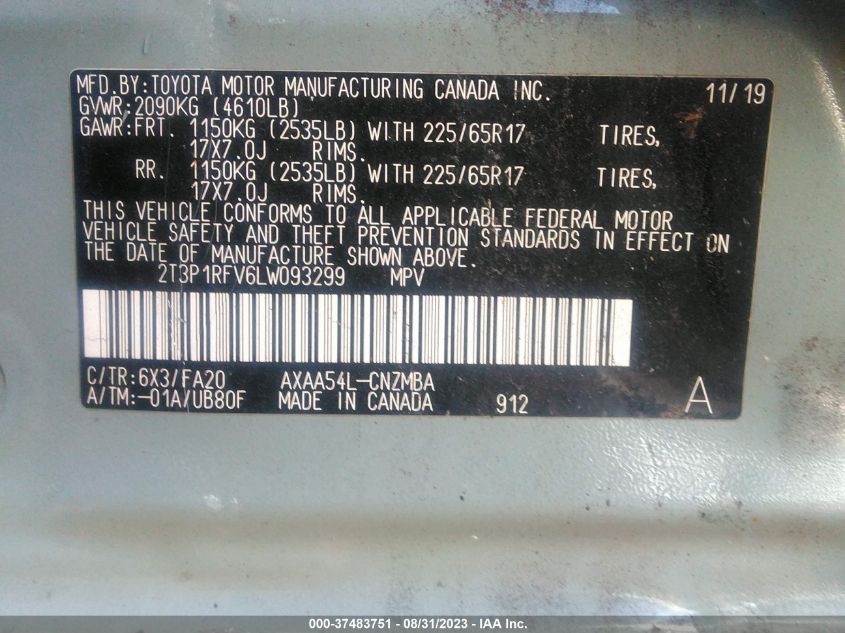 MFD.BY:TOYOTA MOTOR MANUFACTURING CANADA INC. 11/19
GVWR:2090KG (4610LB)
GAWR:FRT. 1150KG (2535LB) WITH 225/65R17 TIRES,
17X7.0J RIMS.
RR. 1150KG (2535LB) WITH 225/65R17 TIRES,
17X7.0J RIMS.
THIS VEHICLE CONFORMS TO ALL APPLICABLE FEDERAL MOTOR
VEHICLE SAFETY AND THEFT PREVENTION STANDARDS IN EFFECT ON
THE DATE OF MANUFACTURE SHOWN ABOVE.
2T3P1RFV6LW093299 MPV
C/TR:6X3/FA20 AXAA54L-CNZMBA
A/TM:-01A/UB80F MADE IN CANADA 912 A
000-37483751 - 08/31/2023 - IAA Inc.